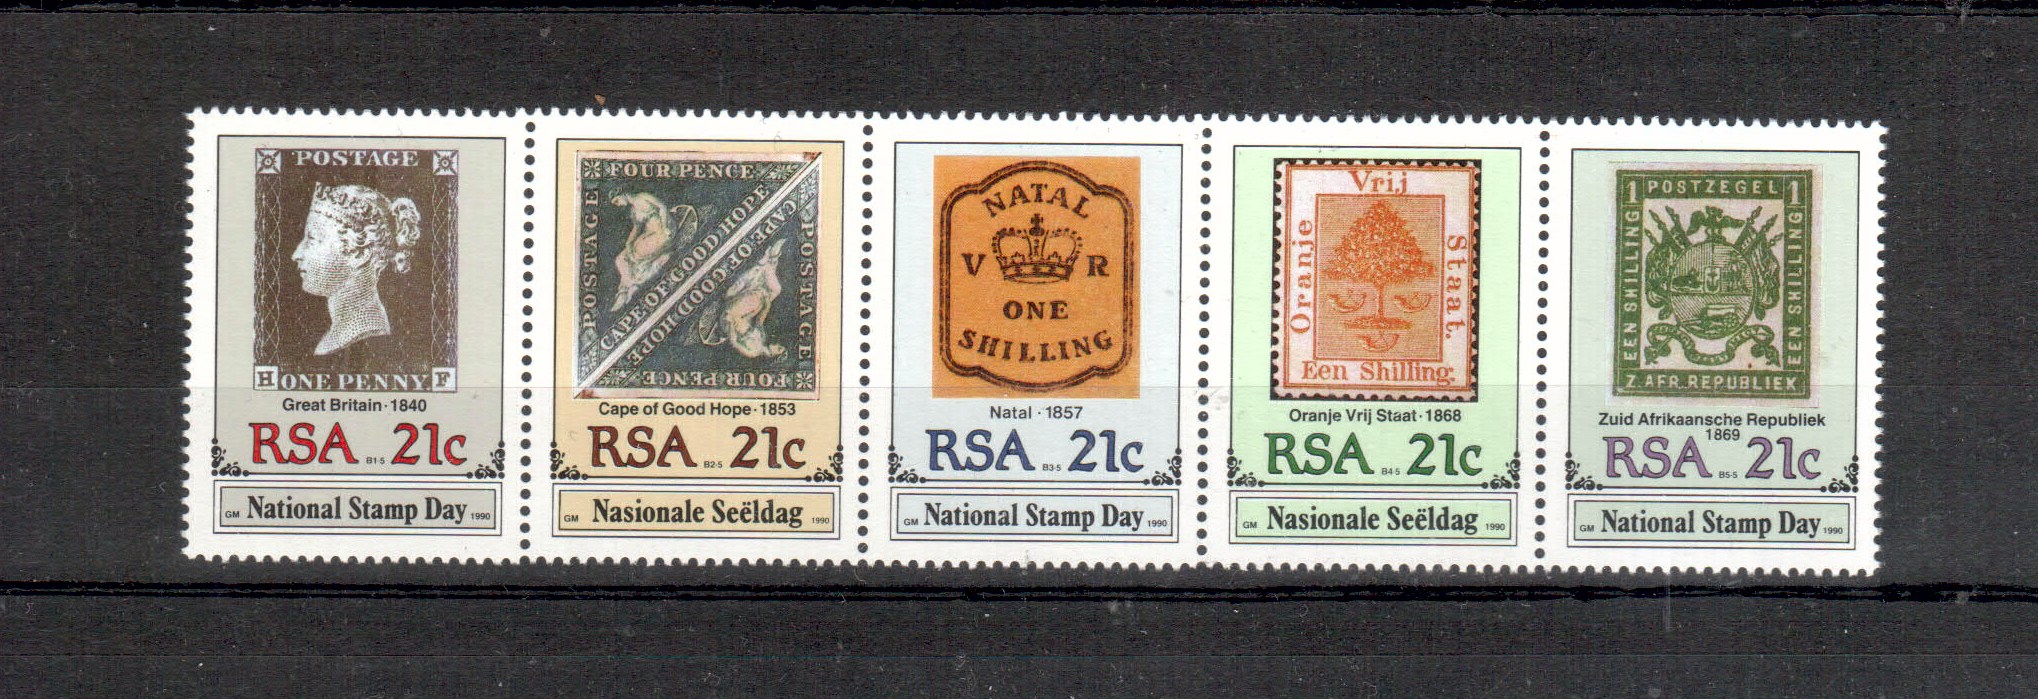 POSTAGE
H ONE PENNY F
Great Britain · 1840
RSA B1·5 21c
GM National Stamp Day 1990
FOUR PENCE
POSTAGE
CAPE OF GOOD HOPE
CAPE OF GOOD HOPE
POSTAGE
FOUR PENCE
Cape of Good Hope · 1853
RSA B2·5 21c
GM Nasionale Seëldag 1990
NATAL
V R
ONE
SHILLING
Natal · 1857
RSA B3·5 21c
GM National Stamp Day 1990
Vrij
Oranje
Staat.
Een Shilling.
Oranje Vrij Staat · 1868
RSA B4·5 21c
GM Nasionale Seëldag 1990
1 POSTZEGEL 1
EEN SHILLING
EEN SHILLING
Z. AFR. REPUBLIEK
Zuid Afrikaansche Republiek
1869
RSA B5·5 21c
GM National Stamp Day 1990